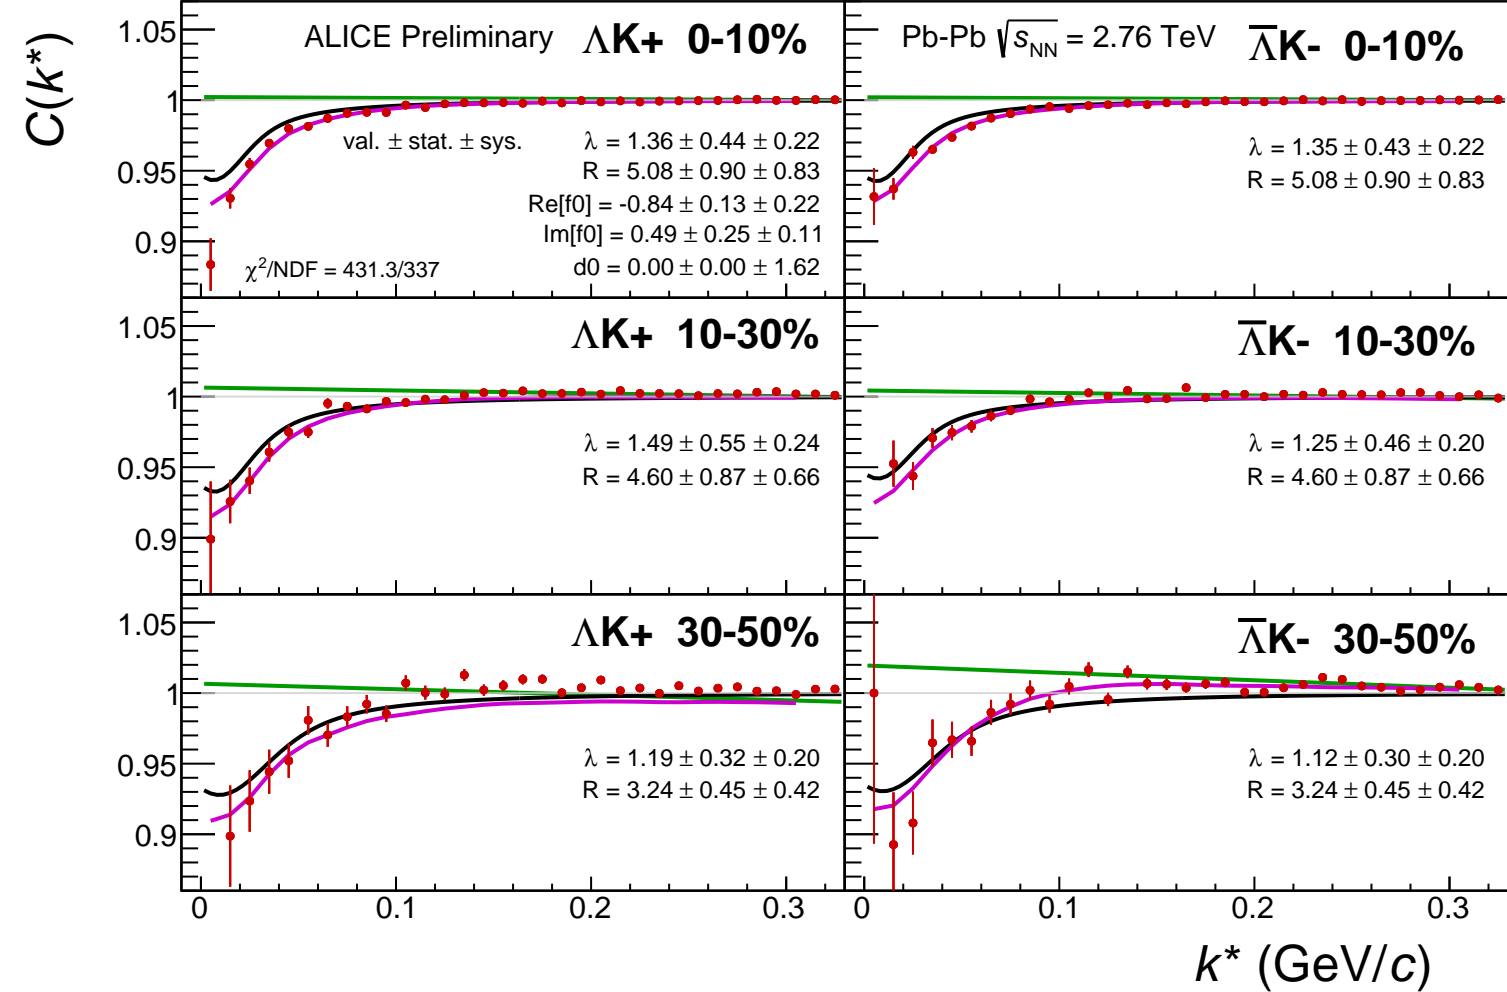 C(k*)
ALICE Preliminary ΛK+ 0-10%
val. ± stat. ± sys.
λ = 1.36 ± 0.44 ± 0.22
R = 5.08 ± 0.90 ± 0.83
Re[f0] = -0.84 ± 0.13 ± 0.22
Im[f0] = 0.49 ± 0.25 ± 0.11
d0 = 0.00 ± 0.00 ± 1.62
χ²/NDF = 431.3/337
1.05
1
0.95
0.9
Pb-Pb √sNN = 2.76 TeV Λ̅K- 0-10%
λ = 1.35 ± 0.43 ± 0.22
R = 5.08 ± 0.90 ± 0.83
ΛK+ 10-30%
λ = 1.49 ± 0.55 ± 0.24
R = 4.60 ± 0.87 ± 0.66
1.05
1
0.95
0.9
Λ̅K- 10-30%
λ = 1.25 ± 0.46 ± 0.20
R = 4.60 ± 0.87 ± 0.66
ΛK+ 30-50%
λ = 1.19 ± 0.32 ± 0.20
R = 3.24 ± 0.45 ± 0.42
1.05
1
0.95
0.9
Λ̅K- 30-50%
λ = 1.12 ± 0.30 ± 0.20
R = 3.24 ± 0.45 ± 0.42
0 0.1 0.2 0.3 0 0.1 0.2 0.3
k* (GeV/c)